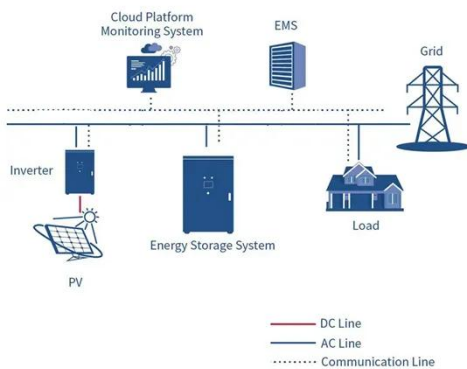 Cloud Platform
Monitoring System
EMS
Grid
Inverter
Energy Storage System
Load
PV
DC Line
AC Line
Communication Line